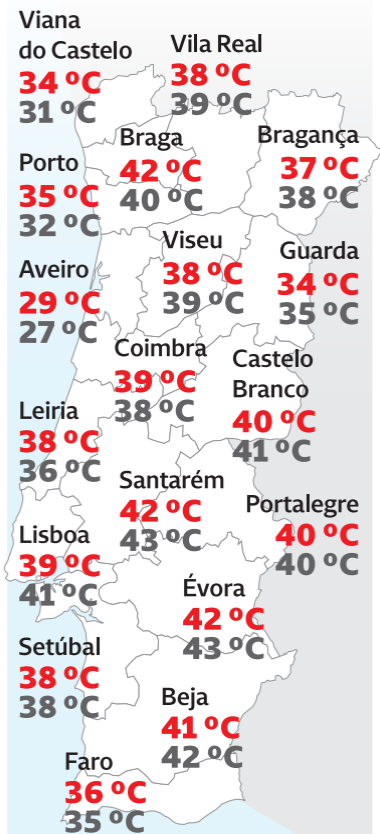 Viana
do Castelo
34 ºC
31 ºC
Vila Real
38 ºC
39 ºC
Braga
42 ºC
40 ºC
Bragança
37 ºC
38 ºC
Porto
35 ºC
32 ºC
Viseu
38 ºC
39 ºC
Guarda
34 ºC
35 ºC
Aveiro
29 ºC
27 ºC
Coimbra
39 ºC
38 ºC
Castelo
Branco
40 ºC
41 ºC
Leiria
38 ºC
36 ºC
Santarém
42 ºC
43 ºC
Portalegre
40 ºC
40 ºC
Lisboa
39 ºC
41 ºC
Évora
42 ºC
43 ºC
Setúbal
38 ºC
38 ºC
Beja
41 ºC
42 ºC
Faro
36 ºC
35 ºC